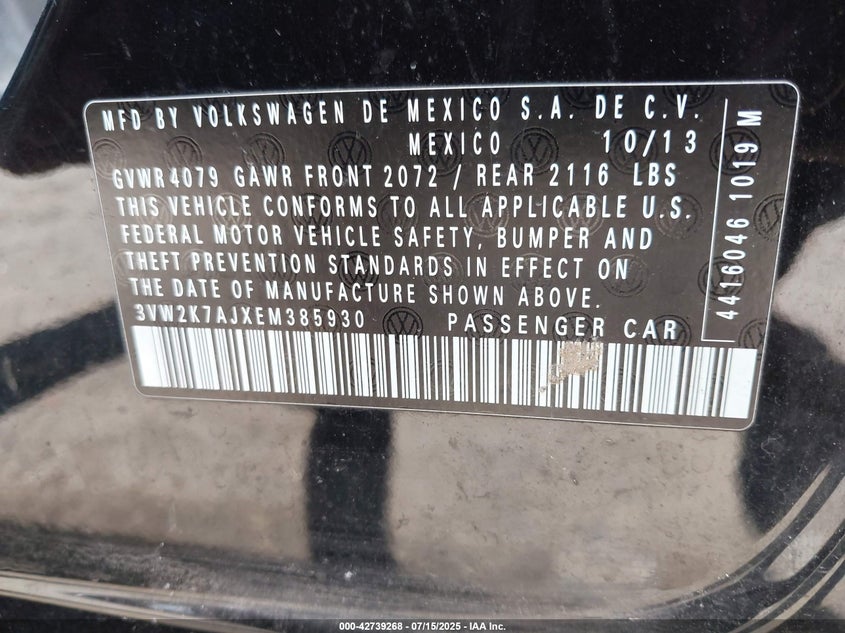 MFD BY VOLKSWAGEN DE MEXICO S.A. DE C.V.
MEXICO 10/13
GVWR 4079 GAWR FRONT 2072 / REAR 2116 LBS
THIS VEHICLE CONFORMS TO ALL APPLICABLE U.S.
FEDERAL MOTOR VEHICLE SAFETY, BUMPER AND
THEFT PREVENTION STANDARDS IN EFFECT ON
THE DATE OF MANUFACTURE SHOWN ABOVE.
3VW2K7AJXEM385930 PASSENGER CAR
4416046 1019 M
000-42739268 - 07/15/2025 - IAA Inc.